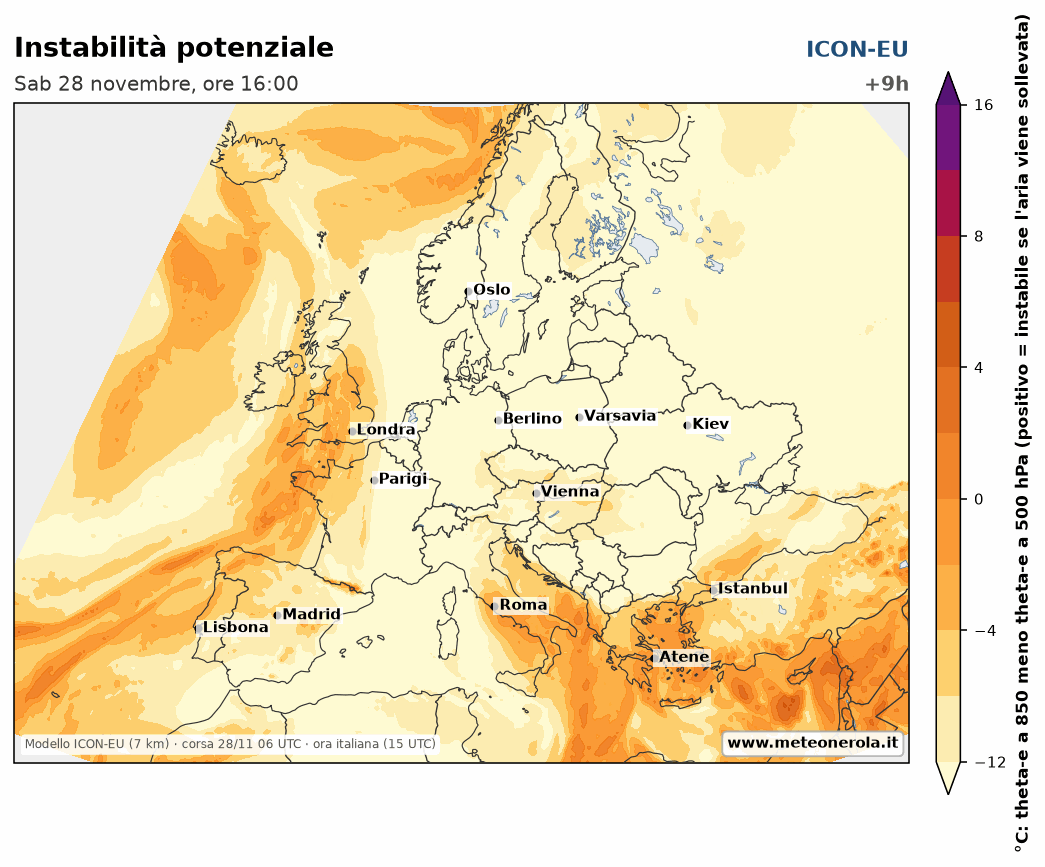 Instabilità potenziale
ICON-EU
Sab 28 novembre, ore 16:00
+9h
Oslo
Berlino
Varsavia
Kiev
Londra
Parigi
Vienna
Istanbul
Roma
Madrid
Lisbona
Atene
Modello ICON-EU (7 km) · corsa 28/11 06 UTC · ora italiana (15 UTC)
www.meteonerola.it
16
8
4
0
−4
−12
°C: theta-e a 850 meno theta-e a 500 hPa (positivo = instabile se l'aria viene sollevata)